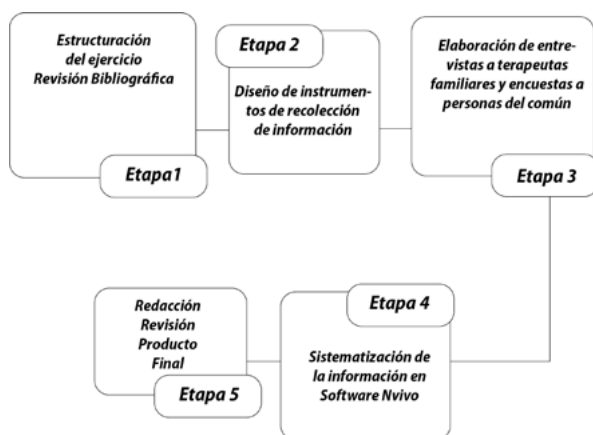 Estructuración
del ejercicio
Revisión Bibliográfica
Etapa1
Etapa 2
Diseño de instrumen-
tos de recolección
de información
Elaboración de entre-
vistas a terapeutas
familiares y encuestas a
personas del común
Etapa 3
Etapa 4
Sistematización de
la información en
Software Nvivo
Redacción
Revisión
Producto
Final
Etapa 5